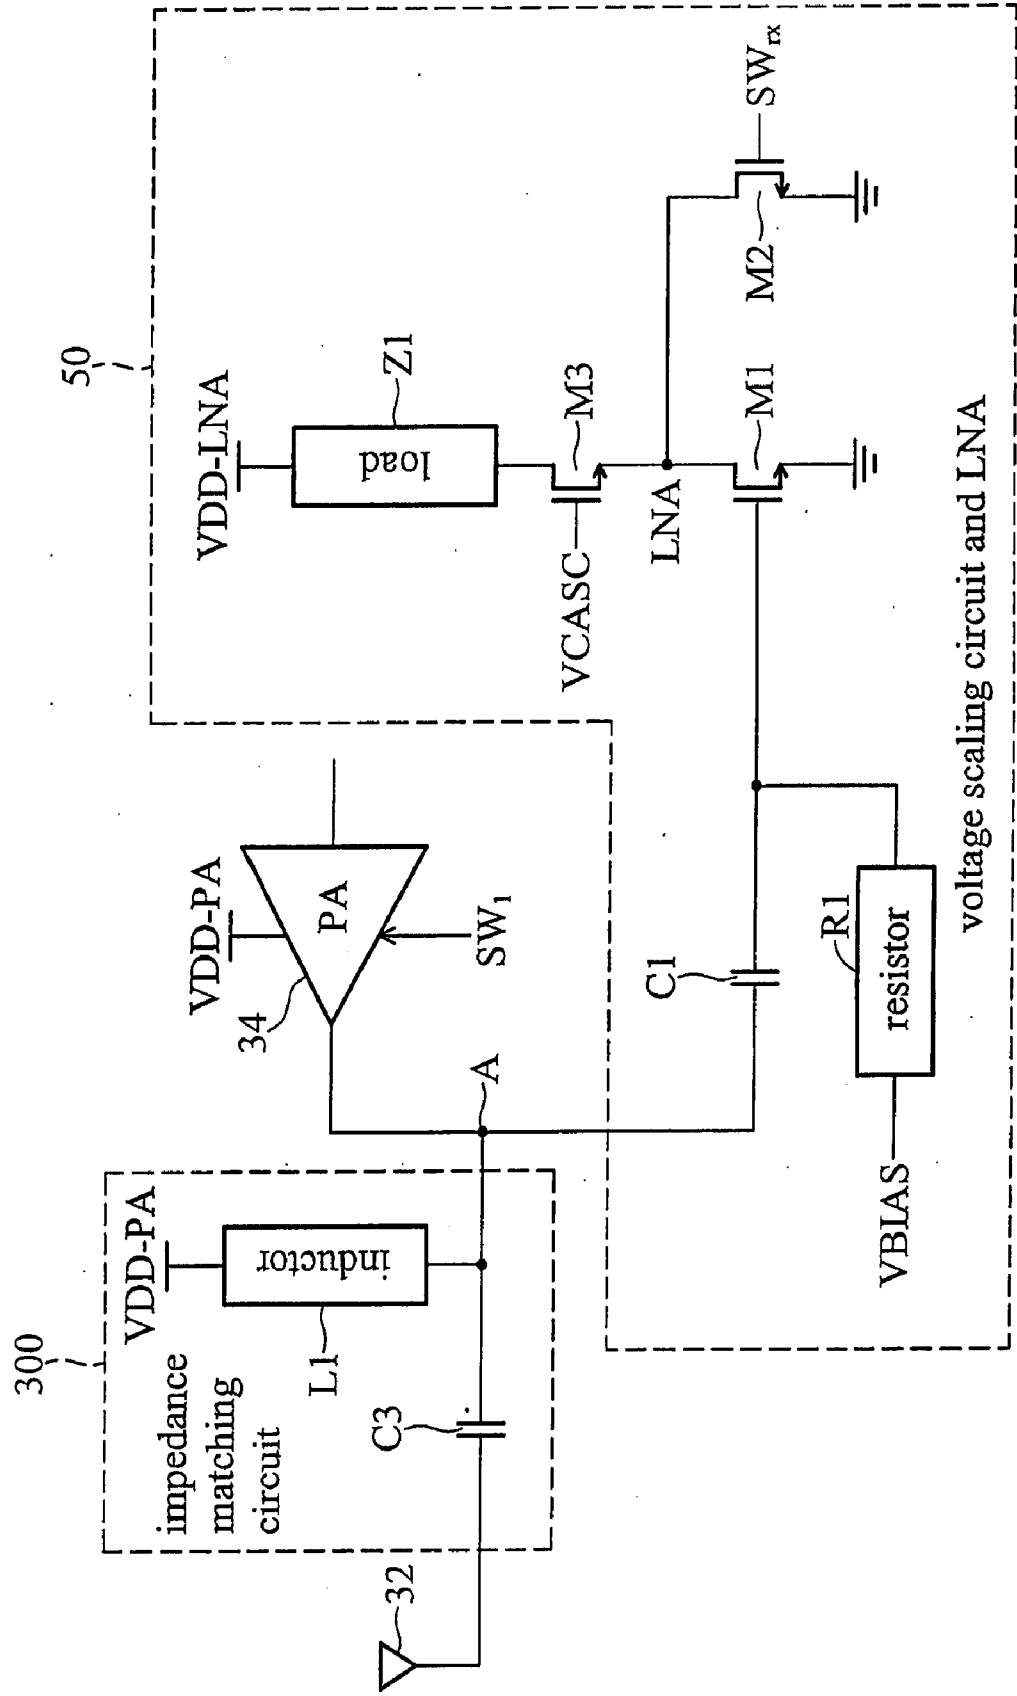 300
impedance
matching
circuit
VDD-PA
inductor
L1
C3
32
A
34
VDD-PA
PA
SW1
50
VDD-LNA
load
Z1
VCASC
M3
LNA
M1
M2
SWrx
C1
R1
resistor
VBIAS
voltage scaling circuit and LNA